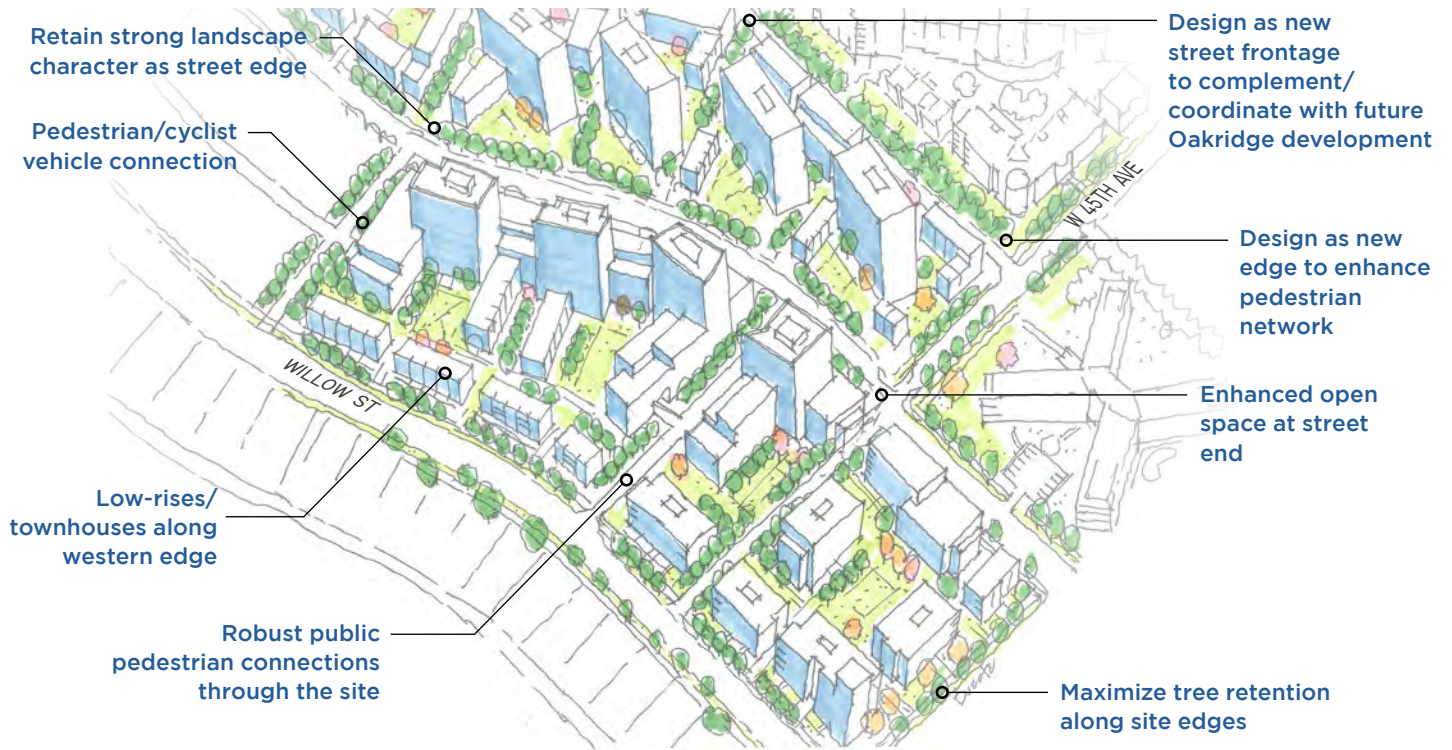 Retain strong landscape
character as street edge
Pedestrian/cyclist
vehicle connection
Low-rises/
townhouses along
western edge
Robust public
pedestrian connections
through the site
WILLOW ST
W 45TH AVE
Design as new
street frontage
to complement/
coordinate with future
Oakridge development
Design as new
edge to enhance
pedestrian
network
Enhanced open
space at street
end
Maximize tree retention
along site edges